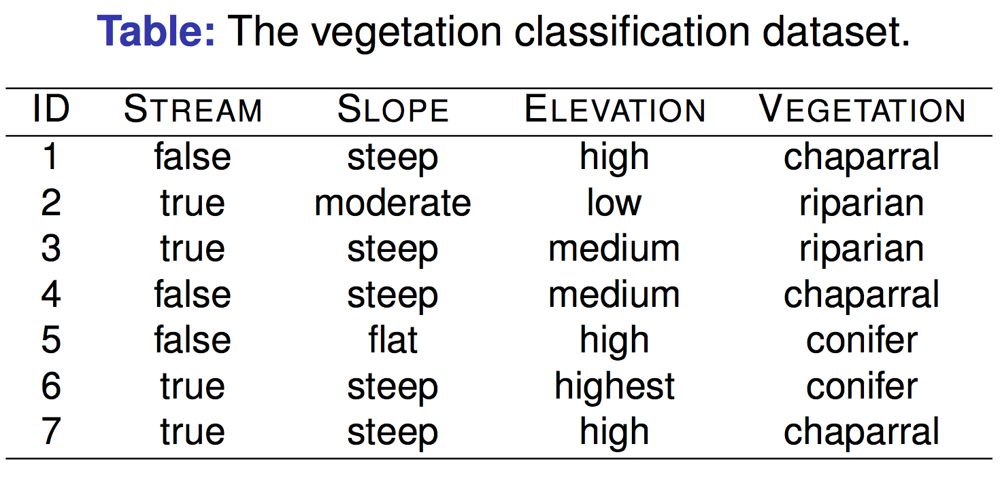 Table: The vegetation classification dataset.
ID STREAM SLOPE ELEVATION VEGETATION
1 false steep high chaparral
2 true moderate low riparian
3 true steep medium riparian
4 false steep medium chaparral
5 false flat high conifer
6 true steep highest conifer
7 true steep high chaparral